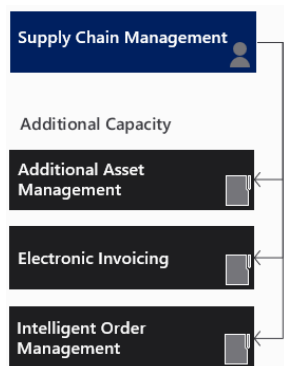 Supply Chain Management
Additional Capacity
Additional Asset
Management
Electronic Invoicing
Intelligent Order
Management